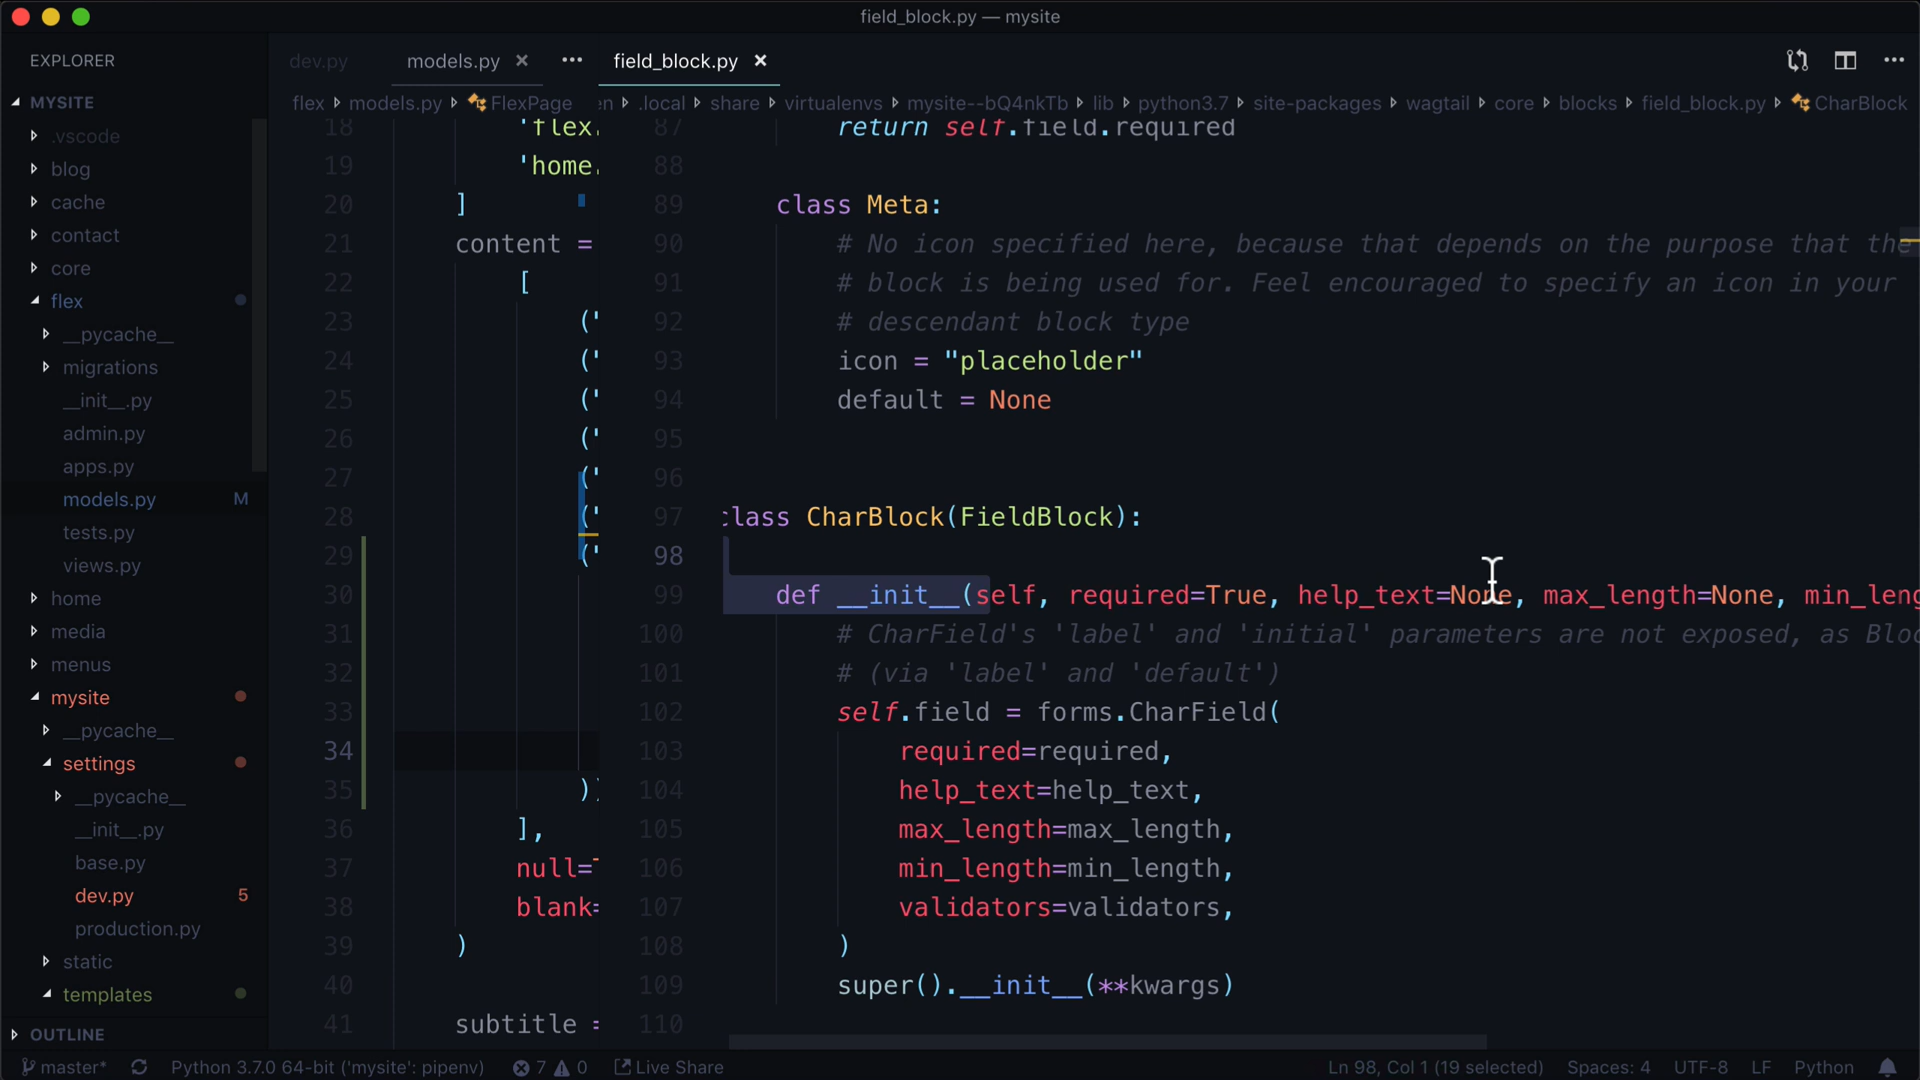 field_block.py — mysite
EXPLORER
dev.py
models.py ×
···
field_block.py ×
···
MYSITE
.vscode
blog
cache
contact
core
flex
__pycache__
migrations
__init__.py
admin.py
apps.py
models.py M
tests.py
views.py
home
media
menus
mysite
__pycache__
settings
__pycache__
__init__.py
base.py
dev.py 5
production.py
static
templates
OUTLINE
flex models.py FlexPage
en .local share virtualenvs mysite--bQ4nkTb lib python3.7 site-packages wagtail core blocks field_block.py CharBlock
18 'flex.
19 'home.
20 ]
21 content =
22 [
23 ('
24 ('
25 ('
26 ('
27 ('
28 ('
29 ('
30
31
32
33
34
35 ))
36 ],
37 null=T
38 blank=
39 )
40
41 subtitle =
87 return self.field.required
88
89 class Meta:
90 # No icon specified here, because that depends on the purpose that the
91 # block is being used for. Feel encouraged to specify an icon in your
92 # descendant block type
93 icon = "placeholder"
94 default = None
95
96
97 class CharBlock(FieldBlock):
98
99 def __init__(self, required=True, help_text=None, max_length=None, min_leng
100 # CharField's 'label' and 'initial' parameters are not exposed, as Bloc
101 # (via 'label' and 'default')
102 self.field = forms.CharField(
103 required=required,
104 help_text=help_text,
105 max_length=max_length,
106 min_length=min_length,
107 validators=validators,
108 )
109 super().__init__(**kwargs)
110
master* Python 3.7.0 64-bit ('mysite': pipenv) 7 0 Live Share Ln 98, Col 1 (19 selected) Spaces: 4 UTF-8 LF Python